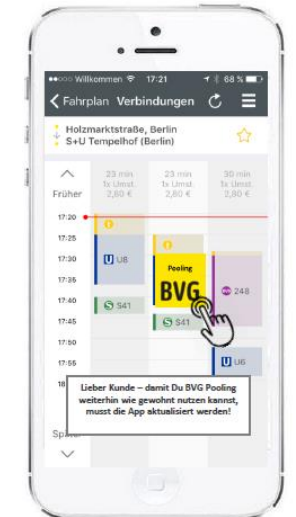 Willkommen 17:21 68 %
Fahrplan Verbindungen
Holzmarktstraße, Berlin
S+U Tempelhof (Berlin)
Früher
23 min
1x Umst.
2,80 €
23 min
1x Umst.
2,80 €
30 min
1x Umst.
2,80 €
17:20
17:25
17:30
17:35
17:40
17:45
17:50
17:55
18
U U6
S S41
Pooling
BVG
S S41
248
U U6
Lieber Kunde – damit Du BVG Pooling
weiterhin wie gewohnt nutzen kannst,
musst die App aktualisiert werden!